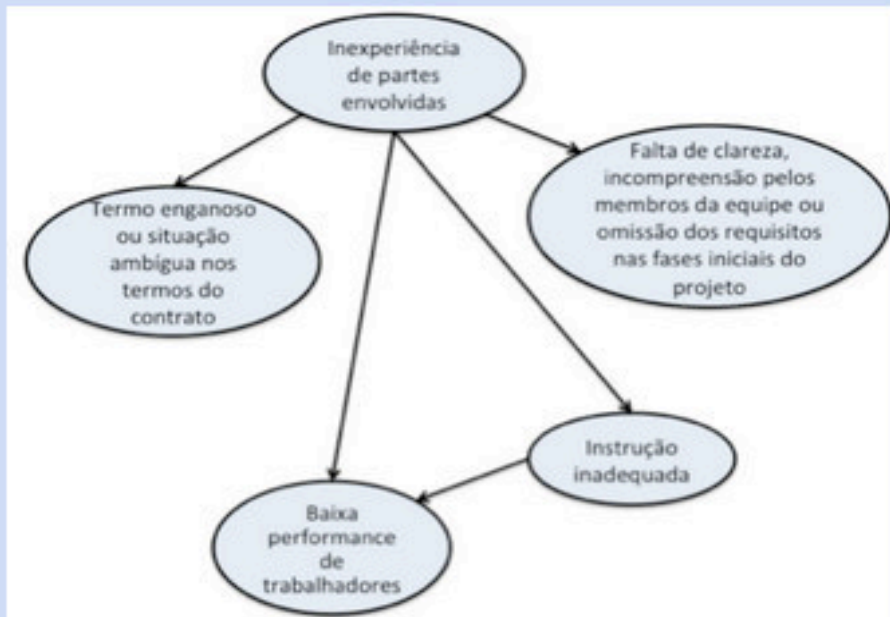 Inexperiência
de partes
envolvidas
Termo enganoso
ou situação
ambígua nos
termos do
contrato
Falta de clareza,
incompreensão pelos
membros da equipe ou
omissão dos requisitos
nas fases iniciais do
projeto
Instrução
inadequada
Baixa
performance
de
trabalhadores